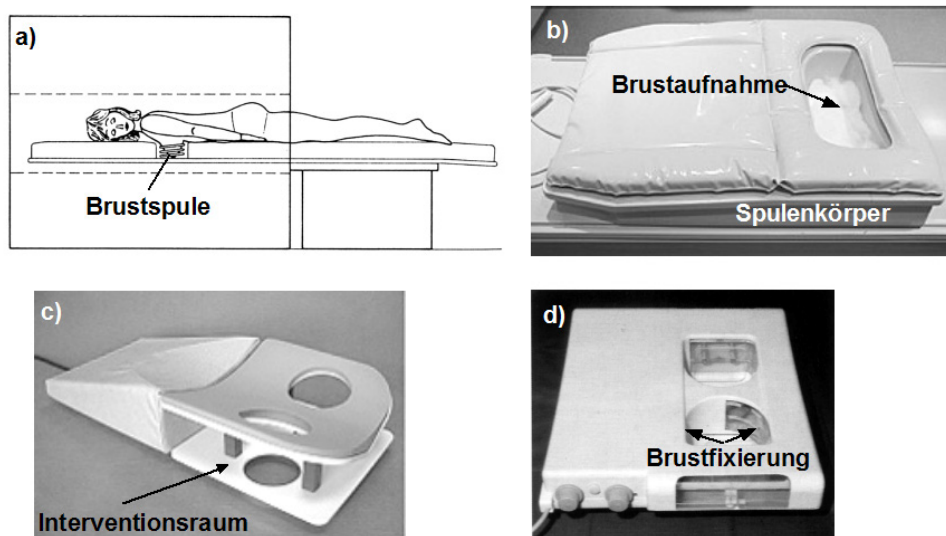 a)
Brustspule
b)
Brustaufnahme
Spulenkörper
c)
Interventionsraum
d)
Brustfixierung